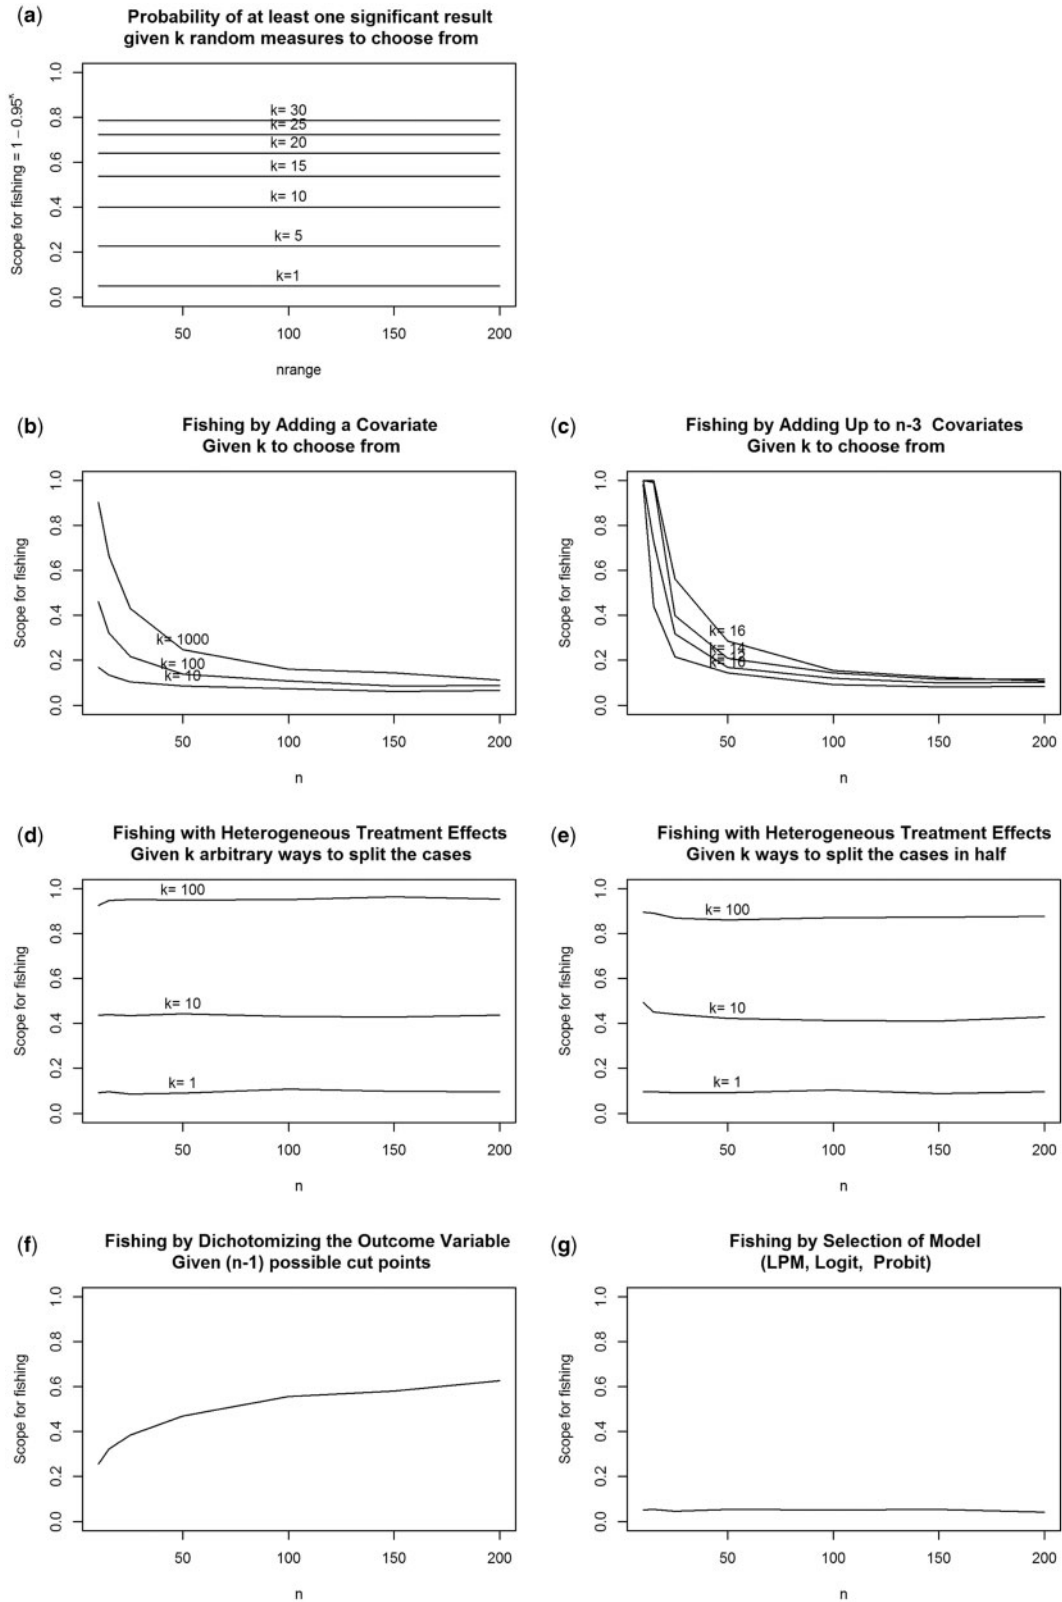 (a)
Probability of at least one significant result
given k random measures to choose from
Scope for fishing = 1 − 0.95^k
1.0
0.8
0.6
0.4
0.2
0.0
k= 30
k= 25
k= 20
k= 15
k= 10
k= 5
k=1
50 100 150 200
nrange
(b)
Fishing by Adding a Covariate
Given k to choose from
Scope for fishing
1.0
0.8
0.6
0.4
0.2
0.0
k= 1000
k= 100
k= 10
50 100 150 200
n
(c)
Fishing by Adding Up to n-3 Covariates
Given k to choose from
Scope for fishing
1.0
0.8
0.6
0.4
0.2
0.0
k= 16
k= 14
k= 10
50 100 150 200
n
(d)
Fishing with Heterogeneous Treatment Effects
Given k arbitrary ways to split the cases
Scope for fishing
1.0
0.8
0.6
0.4
0.2
0.0
k= 100
k= 10
k= 1
50 100 150 200
n
(e)
Fishing with Heterogeneous Treatment Effects
Given k ways to split the cases in half
Scope for fishing
1.0
0.8
0.6
0.4
0.2
0.0
k= 100
k= 10
k= 1
50 100 150 200
n
(f)
Fishing by Dichotomizing the Outcome Variable
Given (n-1) possible cut points
Scope for fishing
1.0
0.8
0.6
0.4
0.2
0.0
50 100 150 200
n
(g)
Fishing by Selection of Model
(LPM, Logit, Probit)
Scope for fishing
1.0
0.8
0.6
0.4
0.2
0.0
50 100 150 200
n